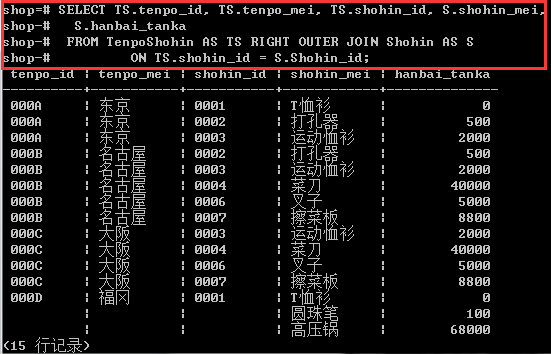 shop=# SELECT TS.tenpo_id, TS.tenpo_mei, TS.shohin_id, S.shohin_mei,
shop-#   S.hanbai_tanka
shop-#  FROM TenpoShohin AS TS RIGHT OUTER JOIN Shohin AS S
shop-#       ON TS.shohin_id = S.Shohin_id;
tenpo_id | tenpo_mei | shohin_id | shohin_mei | hanbai_tanka
000A | 东京 | 0001 | T恤衫 | 0
000A | 东京 | 0002 | 打孔器 | 500
000A | 东京 | 0003 | 运动恤衫 | 2000
000B | 名古屋 | 0002 | 打孔器 | 500
000B | 名古屋 | 0003 | 运动恤衫 | 2000
000B | 名古屋 | 0004 | 菜刀 | 40000
000B | 名古屋 | 0006 | 叉子 | 5000
000B | 名古屋 | 0007 | 擦菜板 | 8800
000C | 大阪 | 0003 | 运动恤衫 | 2000
000C | 大阪 | 0004 | 菜刀 | 40000
000C | 大阪 | 0006 | 叉子 | 5000
000C | 大阪 | 0007 | 擦菜板 | 8800
000D | 福冈 | 0001 | T恤衫 | 0
| | | 圆珠笔 | 100
| | | 高压锅 | 68000
(15 行记录)